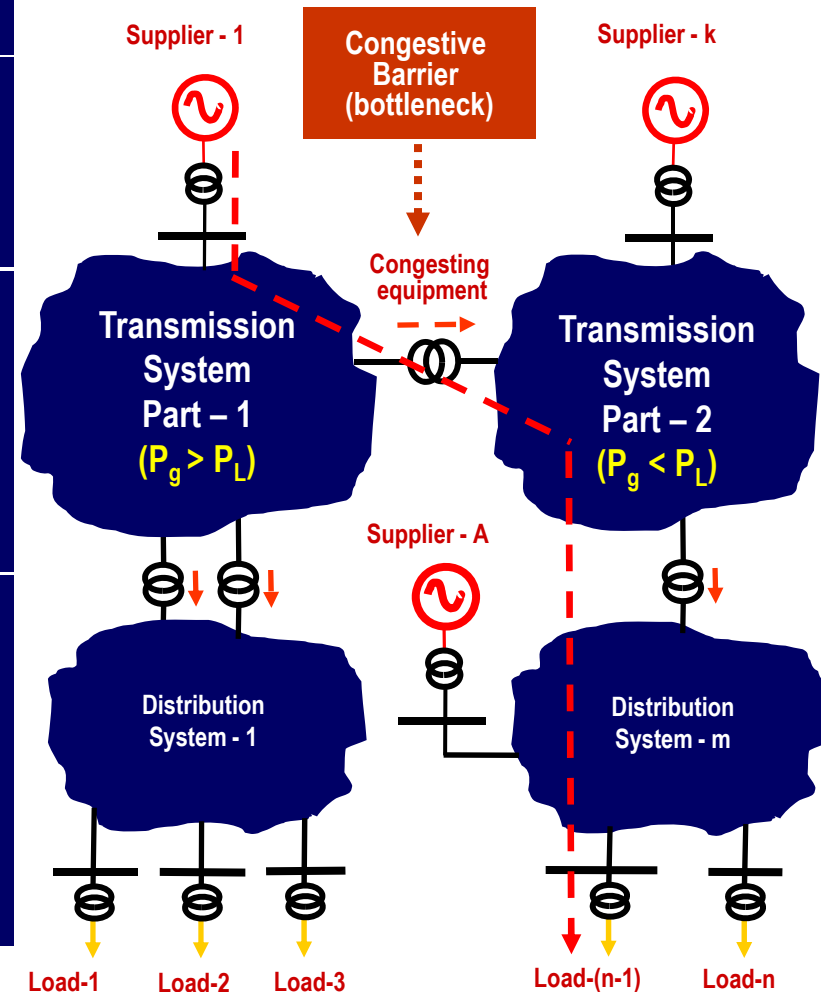 Supplier - 1
Congestive
Barrier
(bottleneck)
Supplier - k
Congesting
equipment
Transmission
System
Part – 1
(Pg > PL)
Transmission
System
Part – 2
(Pg < PL)
Supplier - A
Distribution
System - 1
Distribution
System - m
Load-1
Load-2
Load-3
Load-(n-1)
Load-n